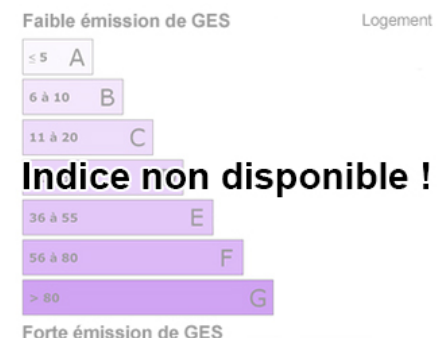 Faible émission de GES
Logement
≤ 5 A
6 à 10 B
11 à 20 C
Indice non disponible !
36 à 55 E
56 à 80 F
> 80 G
Forte émission de GES